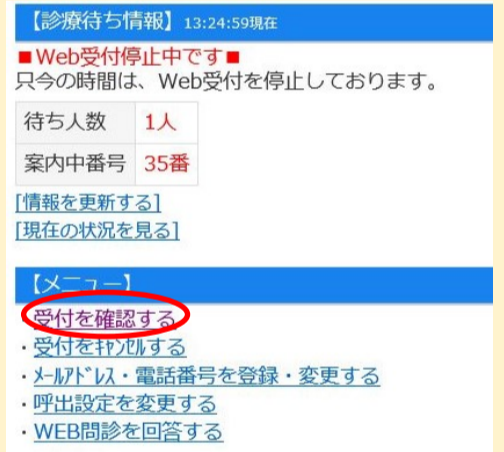 【診療待ち情報】 13:24:59現在
■Web受付停止中です■
只今の時間は、Web受付を停止しております。
待ち人数 1人
案内中番号 35番
[情報を更新する]
[現在の状況を見る]
【メニュー】
・受付を確認する
・受付をｷｬﾝｾﾙする
・ﾒｰﾙｱﾄﾞﾚｽ・電話番号を登録・変更する
・呼出設定を変更する
・WEB問診を回答する